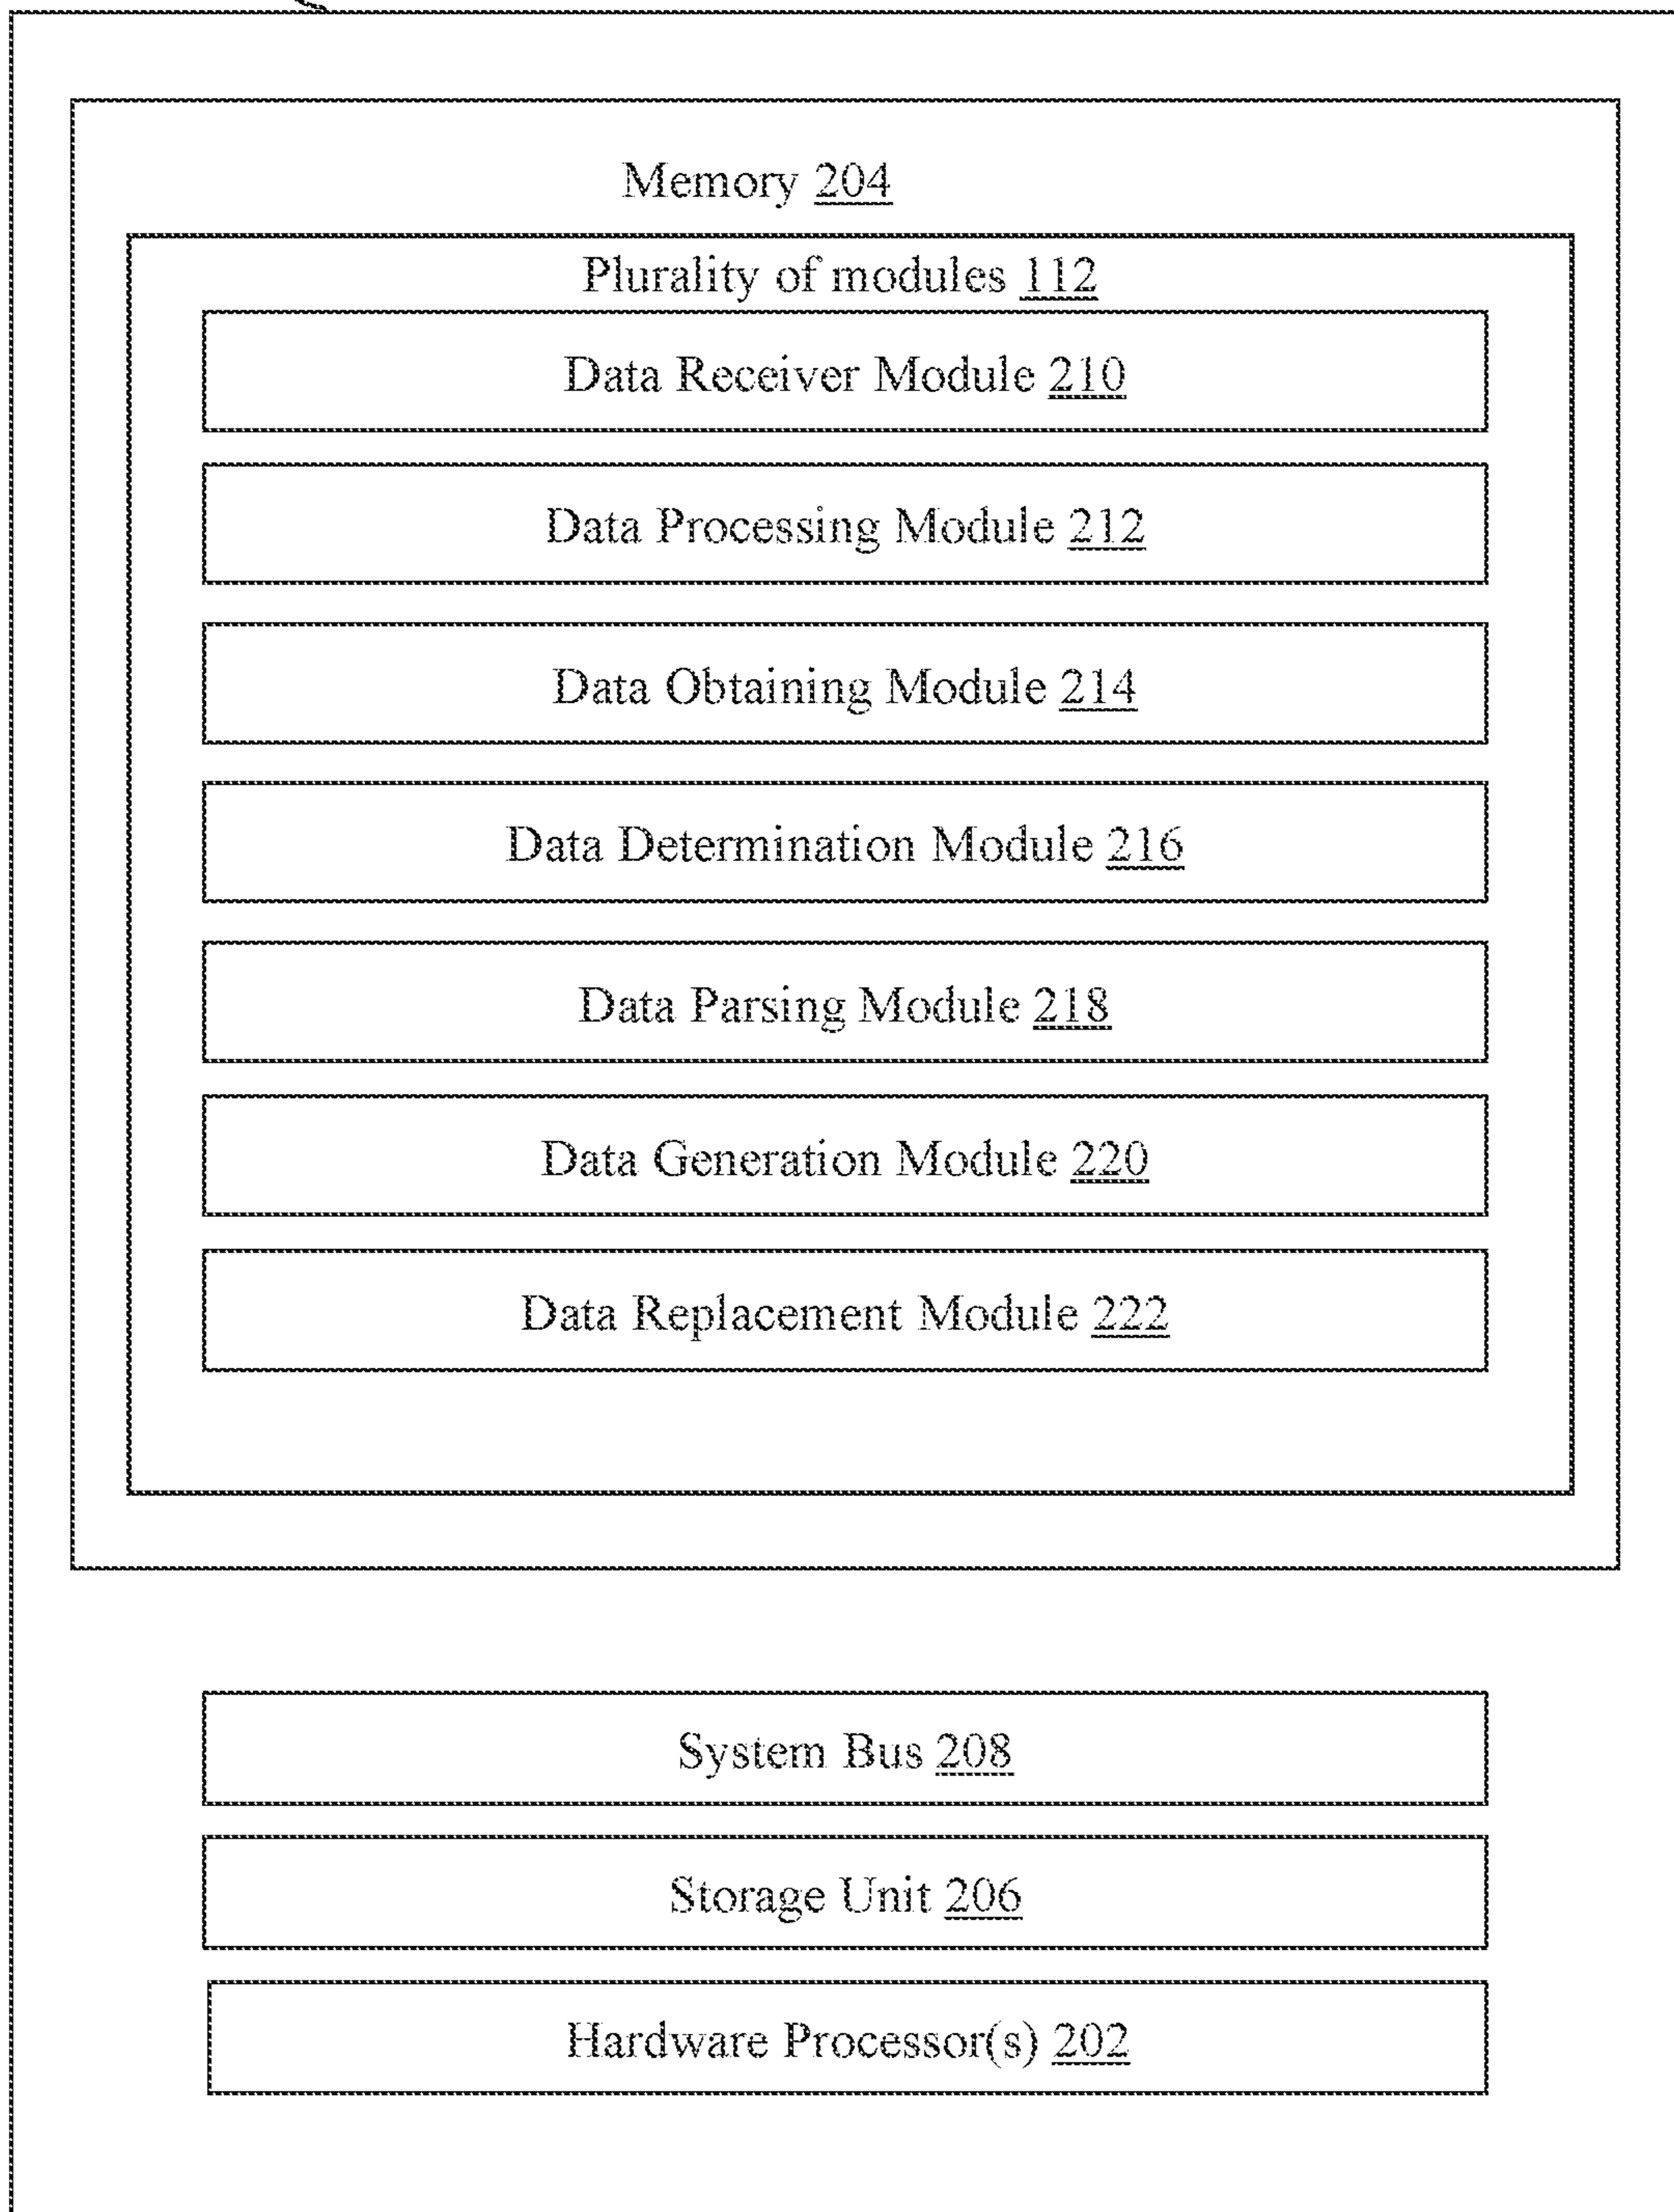 Memory 204
Plurality of modules 112
Data Receiver Module 210
Data Processing Module 212
Data Obtaining Module 214
Data Determination Module 216
Data Parsing Module 218
Data Generation Module 220
Data Replacement Module 222
System Bus 208
Storage Unit 206
Hardware Processor(s) 202